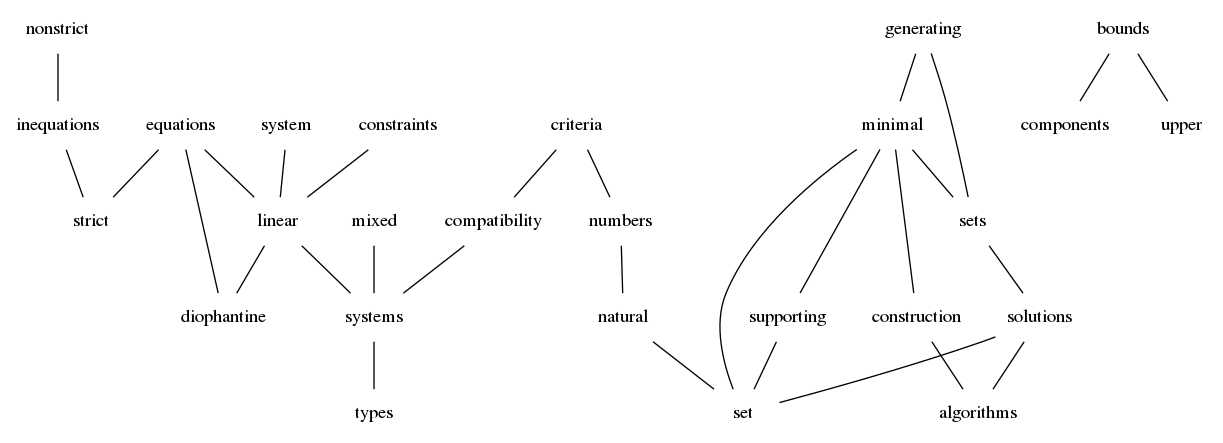 nonstrict generating bounds
inequations equations system constraints criteria minimal components upper
strict linear mixed compatibility numbers sets
diophantine systems natural supporting construction solutions
types set algorithms